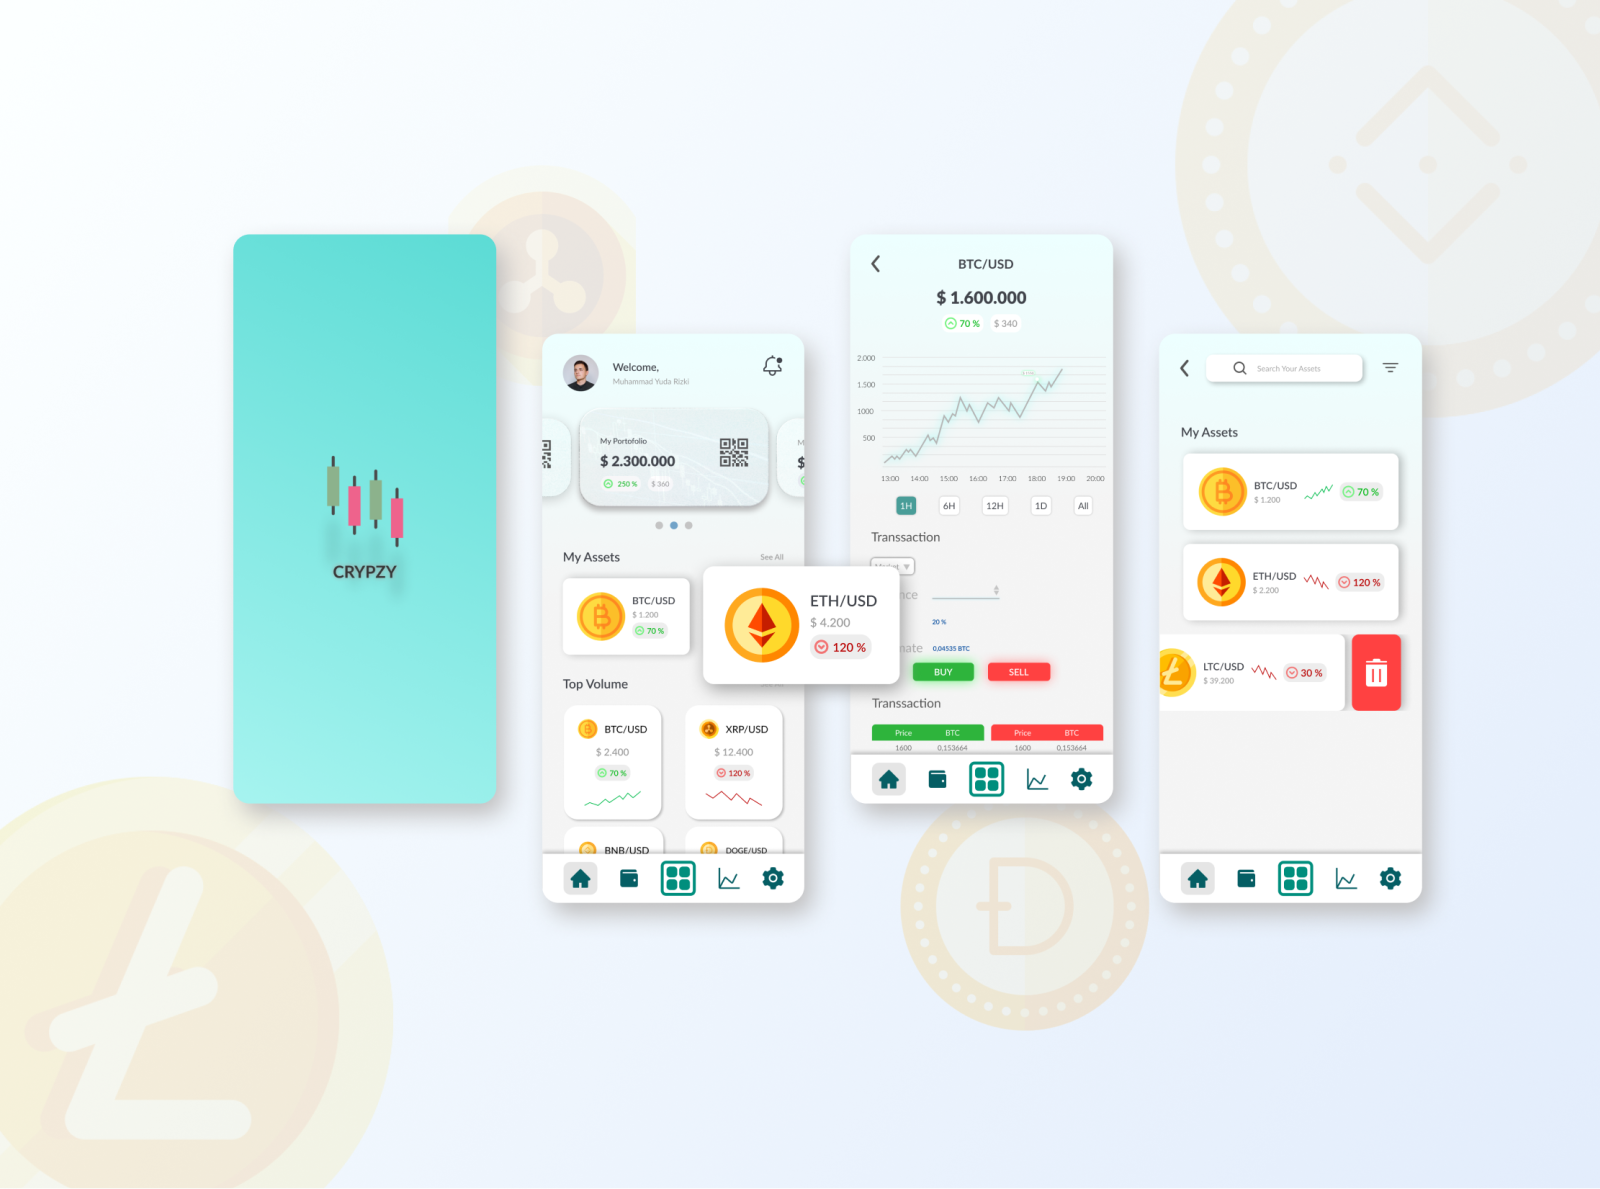 CRYPZY
Welcome,
Muhammad Yuda Rizki
My Portofolio
$ 2.300.000
250 %
$ 360
M
$
My Assets
See All
BTC/USD
$ 1.200
70 %
ETH/USD
$ 4.200
120 %
Top Volume
BTC/USD
$ 2.400
70 %
XRP/USD
$ 12.400
120 %
BNB/USD
DOGE/USD
BTC/USD
$ 1.600.000
70 %
$ 340
2.000
1.500
1000
500
13:00 14:00 15:00 16:00 17:00 18:00 19:00 20:00
1H 6H 12H 1D All
Transsaction
Market
nce
20 %
mate
0,04535 BTC
BUY
SELL
Transsaction
Price BTC Price BTC
1600 0,153664 1600 0,153664
Search Your Assets
My Assets
BTC/USD
$ 1.200
70 %
ETH/USD
$ 2.200
120 %
LTC/USD
$ 39.200
30 %